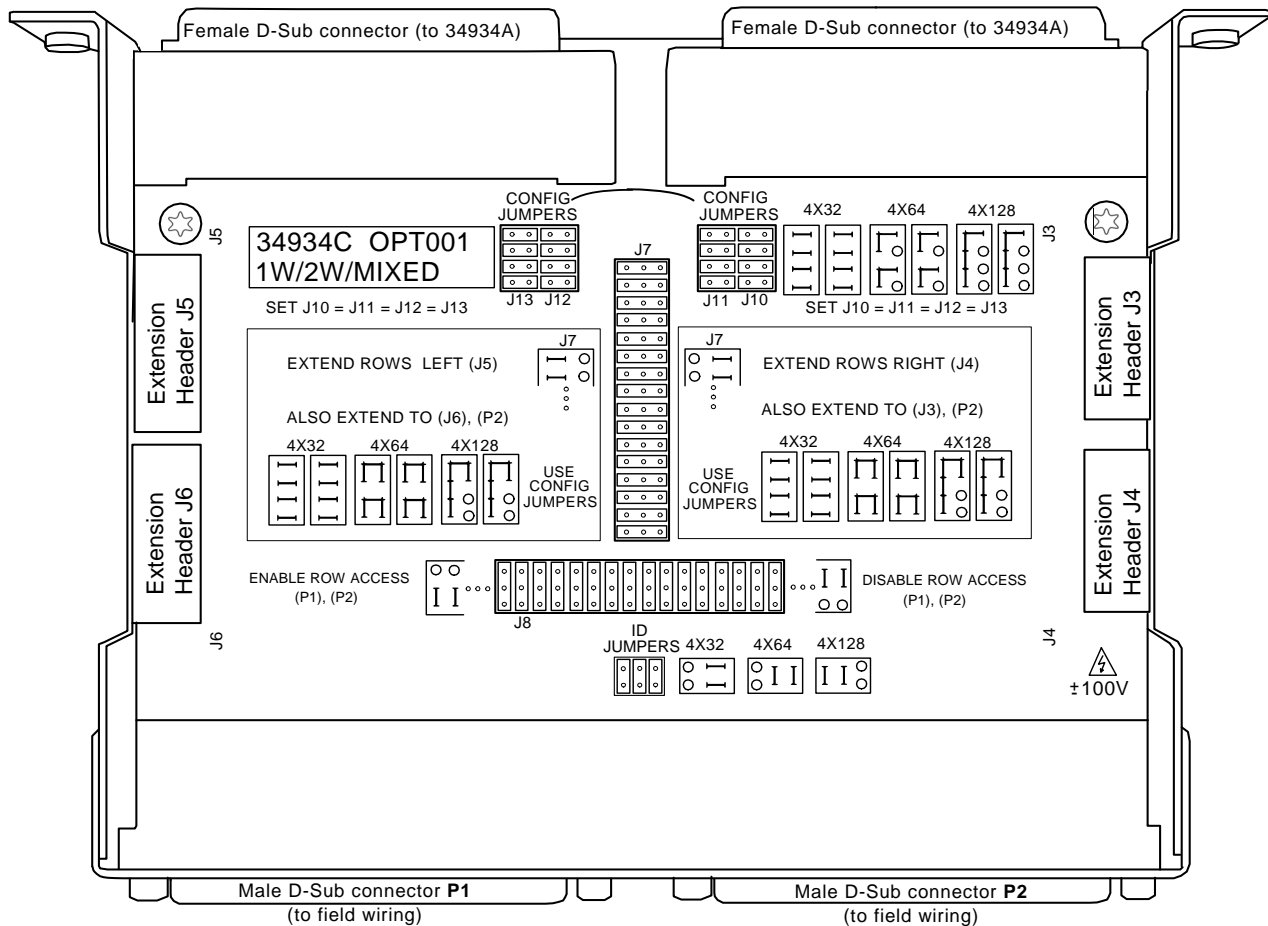 Female D-Sub connector (to 34934A)
Female D-Sub connector (to 34934A)
J5
34934C OPT001
1W/2W/MIXED
SET J10 = J11 = J12 = J13
CONFIG
JUMPERS
J13 J12
J7
CONFIG
JUMPERS
J11 J10
4X32 4X64 4X128
SET J10 = J11 = J12 = J13
J3
Extension
Header J5
Extension
Header J3
EXTEND ROWS LEFT (J5)
J7
ALSO EXTEND TO (J6), (P2)
4X32 4X64 4X128
USE
CONFIG
JUMPERS
J7
EXTEND ROWS RIGHT (J4)
ALSO EXTEND TO (J3), (P2)
4X32 4X64 4X128
USE
CONFIG
JUMPERS
Extension
Header J6
Extension
Header J4
ENABLE ROW ACCESS
(P1), (P2)
J8
DISABLE ROW ACCESS
(P1), (P2)
J6
ID
JUMPERS
4X32 4X64 4X128
J4
±100V
Male D-Sub connector P1
(to field wiring)
Male D-Sub connector P2
(to field wiring)